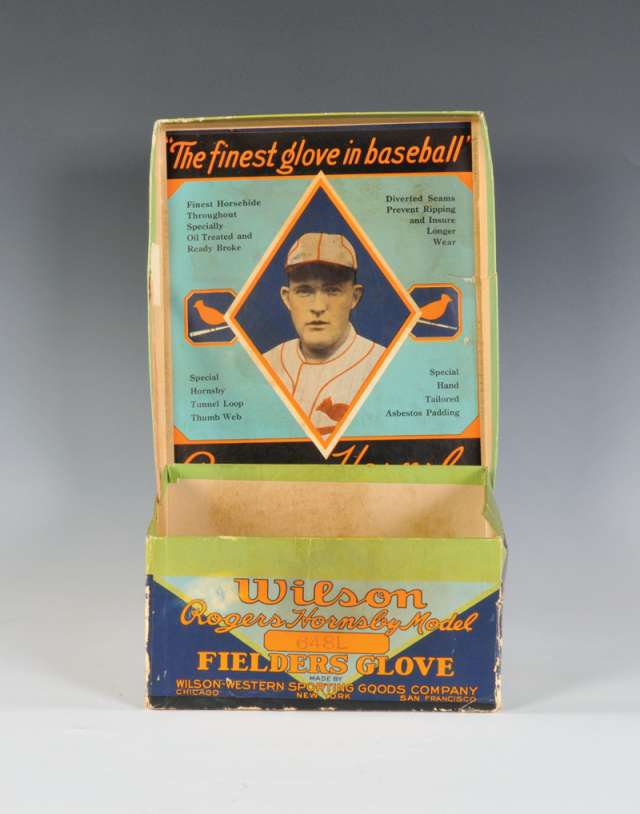 "The finest glove in baseball"
Finest Horsehide
Throughout
Specially
Oil Treated and
Ready Broke
Diverted Seams
Prevent Ripping
and Insure
Longer
Wear
Special
Hornsby
Tunnel Loop
Thumb Web
Special
Hand
Tailored
Asbestos Padding
Wilson
Rogers Hornsby Model
648L
FIELDERS GLOVE
MADE BY
WILSON-WESTERN SPORTING GOODS COMPANY
CHICAGO NEW YORK SAN FRANCISCO